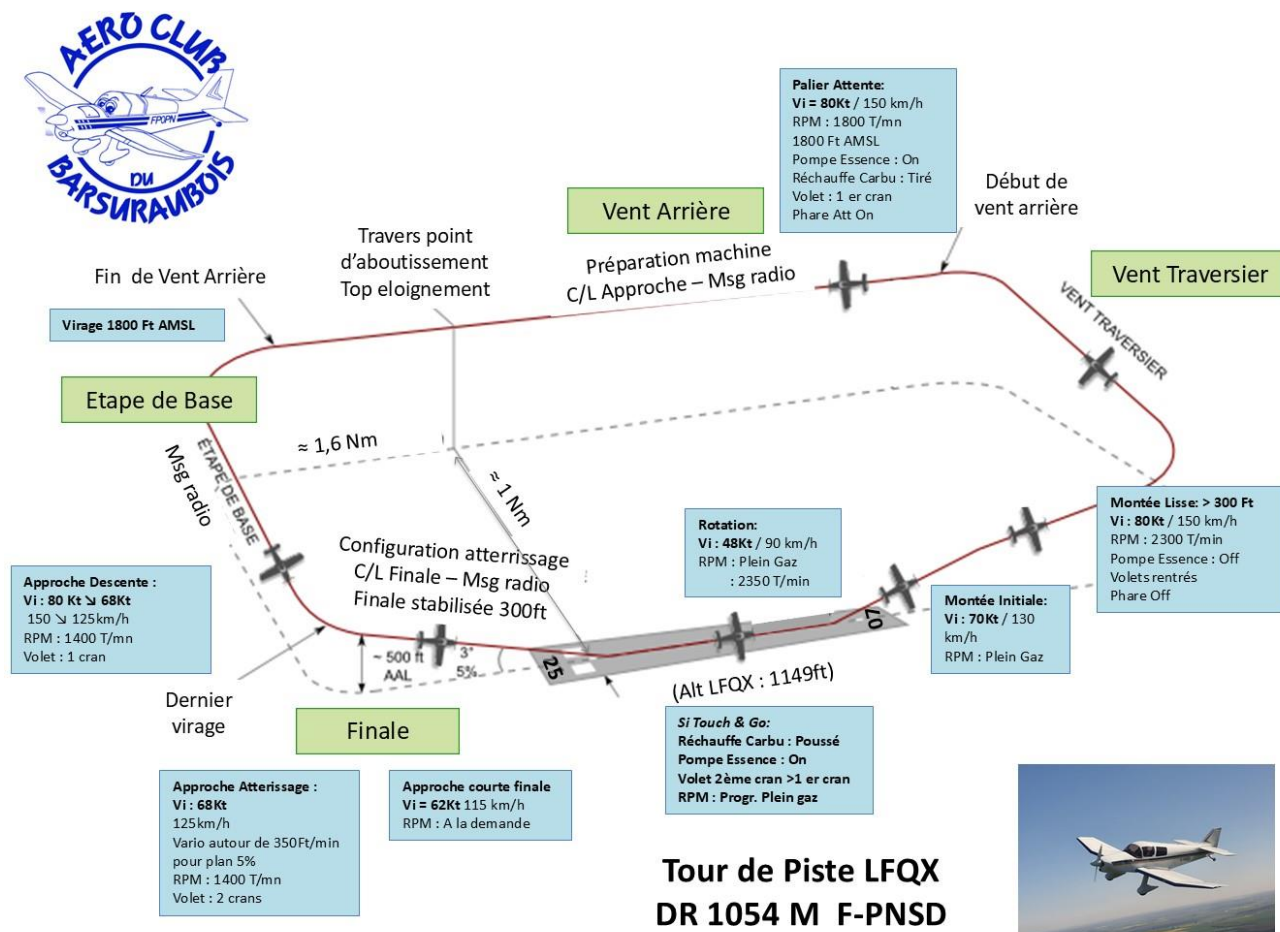 AERO CLUB
FPOPN
DU
BARSURAUBOIS
Palier Attente:
Vi = 80Kt / 150 km/h
RPM : 1800 T/mn
1800 Ft AMSL
Pompe Essence : On
Réchauffe Carbu : Tiré
Volet : 1 er cran
Phare Att On
Début de
vent arrière
Vent Arrière
Travers point
d'aboutissement
Top eloignement
Préparation machine
C/L Approche – Msg radio
Fin de Vent Arrière
Vent Traversier
VENT TRAVERSIER
Virage 1800 Ft AMSL
Etape de Base
ÉTAPE DE BASE
Msg radio
≈ 1,6 Nm
≈ 1 Nm
Configuration atterrissage
C/L Finale – Msg radio
Finale stabilisée 300ft
Rotation:
Vi : 48Kt / 90 km/h
RPM : Plein Gaz
: 2350 T/min
Montée Lisse: > 300 Ft
Vi : 80Kt / 150 km/h
RPM : 2300 T/min
Pompe Essence : Off
Volets rentrés
Phare Off
Approche Descente :
Vi : 80 Kt ↘ 68Kt
150 ↘ 125km/h
RPM : 1400 T/mn
Volet : 1 cran
Montée Initiale:
Vi : 70Kt / 130
km/h
RPM : Plein Gaz
~ 500 ft
AAL
3°
5%
25
07
(Alt LFQX : 1149ft)
Dernier
virage
Finale
Si Touch & Go:
Réchauffe Carbu : Poussé
Pompe Essence : On
Volet 2ème cran >1 er cran
RPM : Progr. Plein gaz
Approche Atterissage :
Vi : 68Kt
125km/h
Vario autour de 350Ft/min
pour plan 5%
RPM : 1400 T/mn
Volet : 2 crans
Approche courte finale
Vi = 62Kt 115 km/h
RPM : A la demande
Tour de Piste LFQX
DR 1054 M F-PNSD